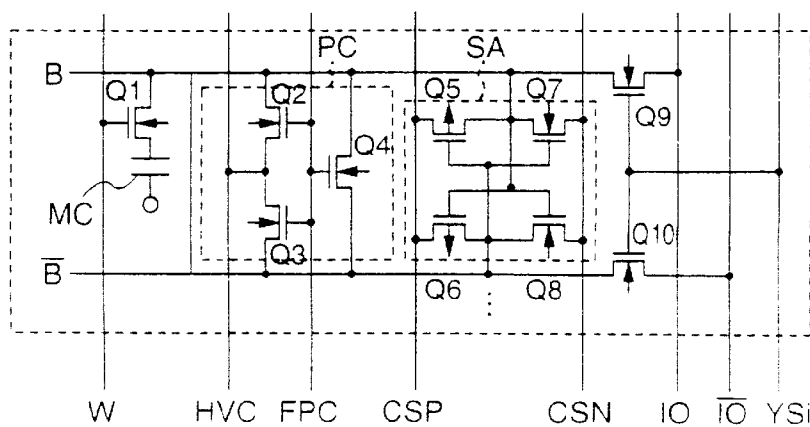 PC SA
B
Q1 Q2 Q5 Q7
Q4 Q9
MC
Q10
B̅ Q3
Q6 Q8
W HVC FPC CSP CSN IO I̅O̅ YSi